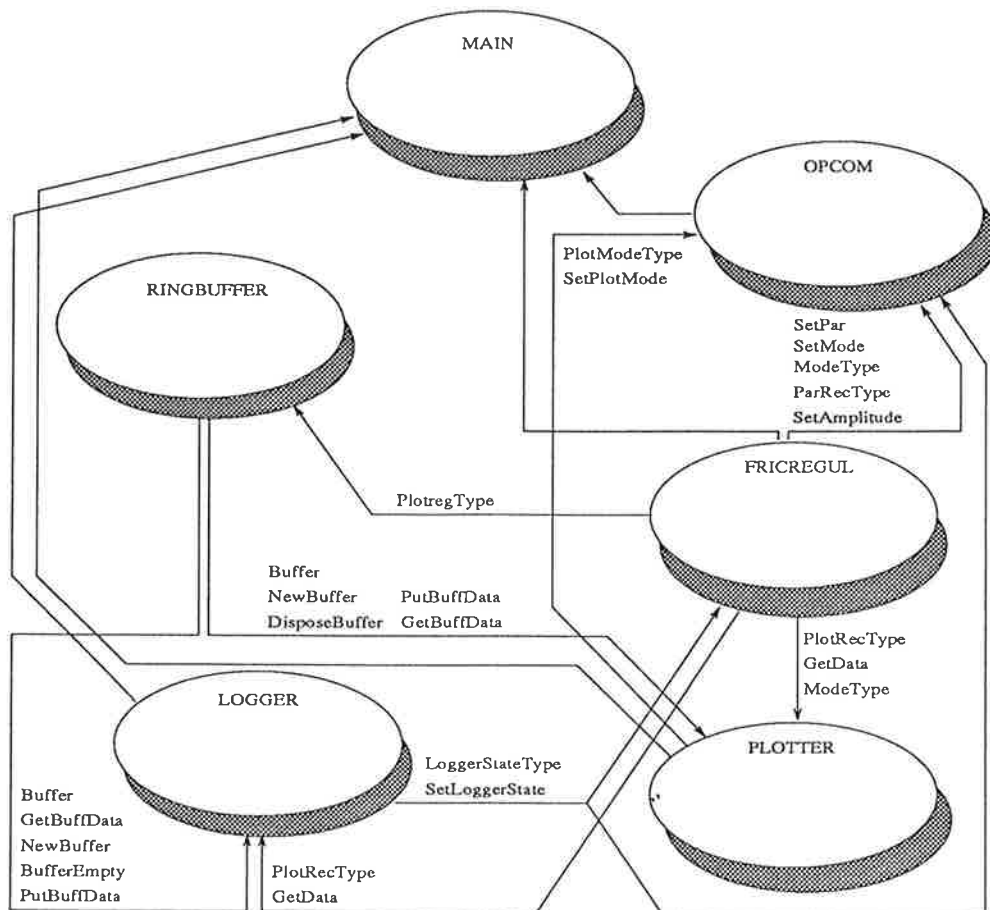 MAIN
OPCOM
PlotModeType
SetPlotMode
RINGBUFFER
SetPar
SetMode
ModeType
ParRecType
SetAmplitude
FRICREGUL
PlotregType
Buffer
NewBuffer PutBuffData
DisposeBuffer GetBuffData
PlotRecType
GetData
ModeType
LOGGER
PLOTTER
LoggerStateType
SetLoggerState
Buffer
GetBuffData
NewBuffer
BufferEmpty
PutBuffData
PlotRecType
GetData